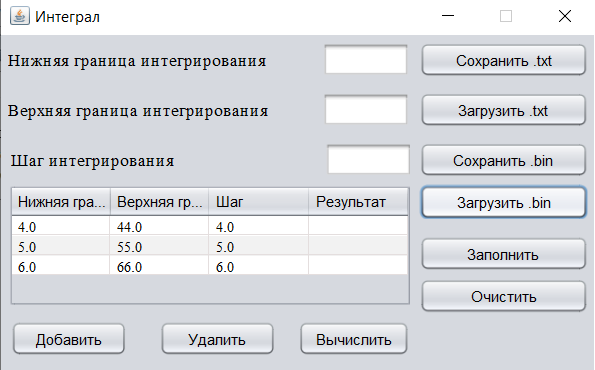 Интеграл
Нижняя граница интегрирования
Сохранить .txt
Верхняя граница интегрирования
Загрузить .txt
Шаг интегрирования
Сохранить .bin
Нижняя гра... Верхняя гр... Шаг Результат
Загрузить .bin
4.0 44.0 4.0
5.0 55.0 5.0
6.0 66.0 6.0
Заполнить
Очистить
Добавить Удалить Вычислить